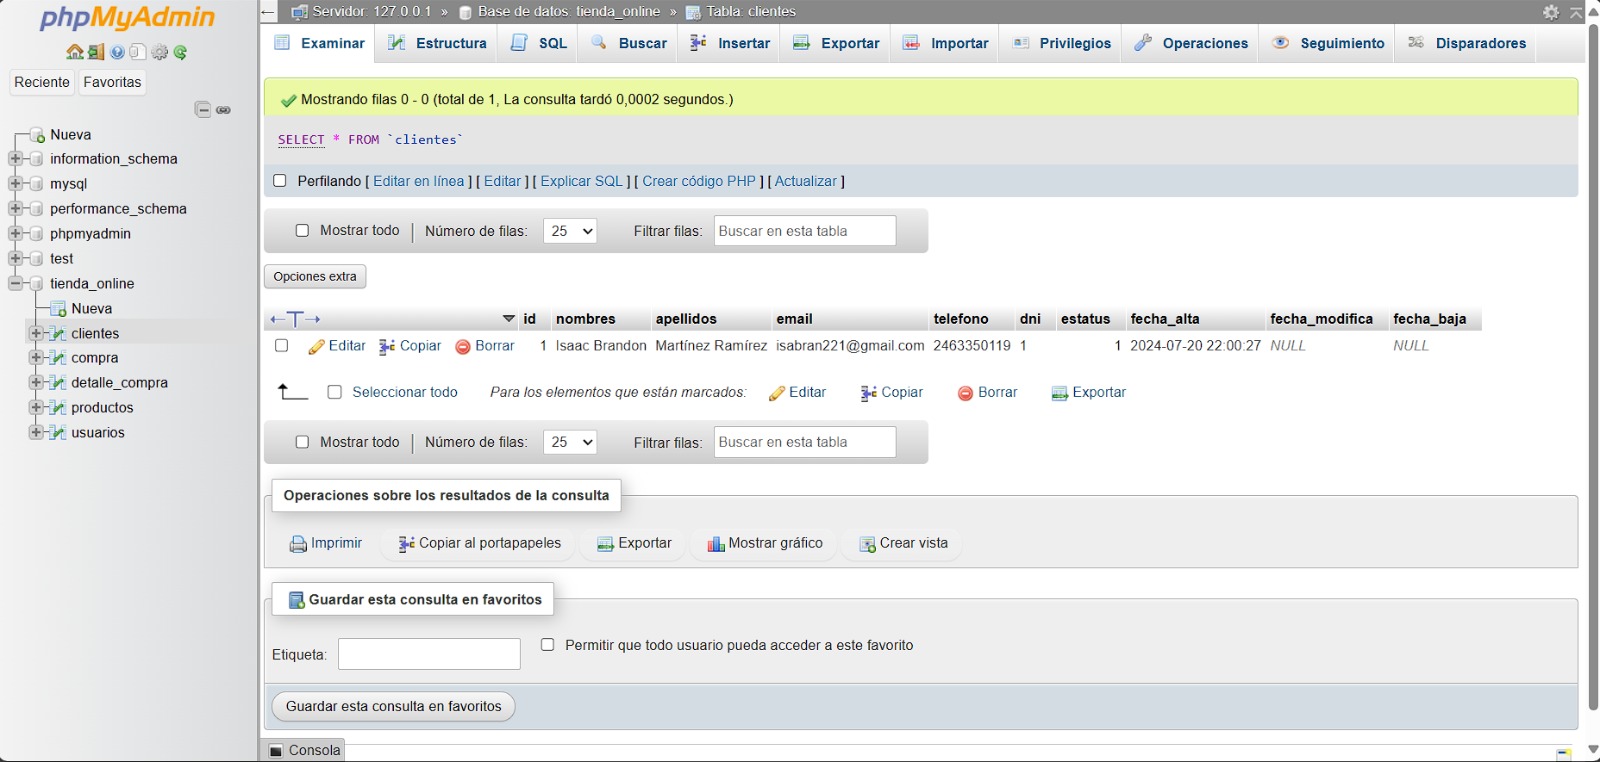 phpMyAdmin
Reciente Favoritas
Nueva
information_schema
mysql
performance_schema
phpmyadmin
test
tienda_online
Nueva
clientes
compra
detalle_compra
productos
usuarios
Servidor: 127.0.0.1 » Base de datos: tienda_online » Tabla: clientes
Examinar Estructura SQL Buscar Insertar Exportar Importar Privilegios Operaciones Seguimiento Disparadores
Mostrando filas 0 - 0 (total de 1, La consulta tardó 0,0002 segundos.)
SELECT * FROM `clientes`
Perfilando [ Editar en línea ] [ Editar ] [ Explicar SQL ] [ Crear código PHP ] [ Actualizar ]
Mostrar todo | Número de filas: 25 Filtrar filas: Buscar en esta tabla
Opciones extra
←T→ id nombres apellidos email telefono dni estatus fecha_alta fecha_modifica fecha_baja
Editar Copiar Borrar 1 Isaac Brandon Martínez Ramírez isabran221@gmail.com 2463350119 1 1 2024-07-20 22:00:27 NULL NULL
Seleccionar todo Para los elementos que están marcados: Editar Copiar Borrar Exportar
Mostrar todo | Número de filas: 25 Filtrar filas: Buscar en esta tabla
Operaciones sobre los resultados de la consulta
Imprimir Copiar al portapapeles Exportar Mostrar gráfico Crear vista
Guardar esta consulta en favoritos
Etiqueta: Permitir que todo usuario pueda acceder a este favorito
Guardar esta consulta en favoritos
Consola